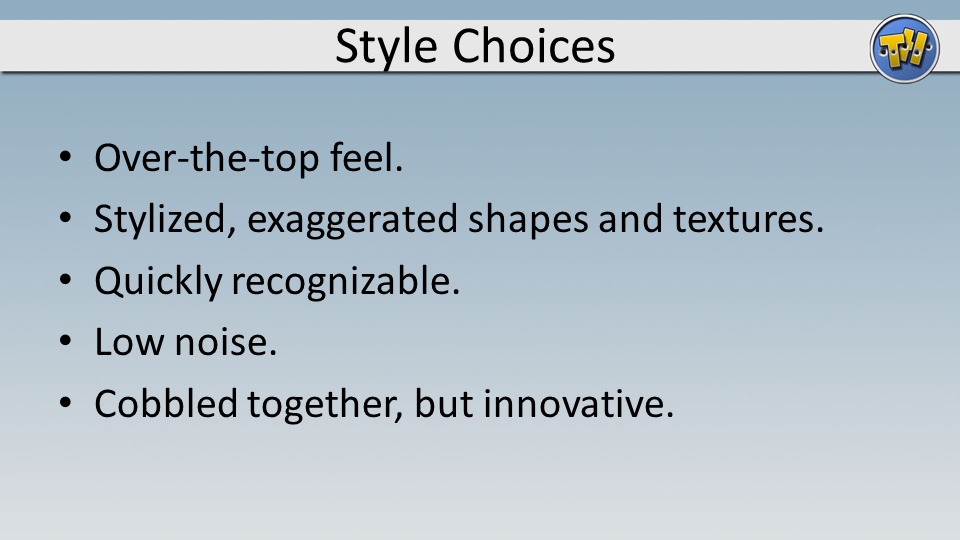 Style Choices
• Over-the-top feel.
• Stylized, exaggerated shapes and textures.
• Quickly recognizable.
• Low noise.
• Cobbled together, but innovative.